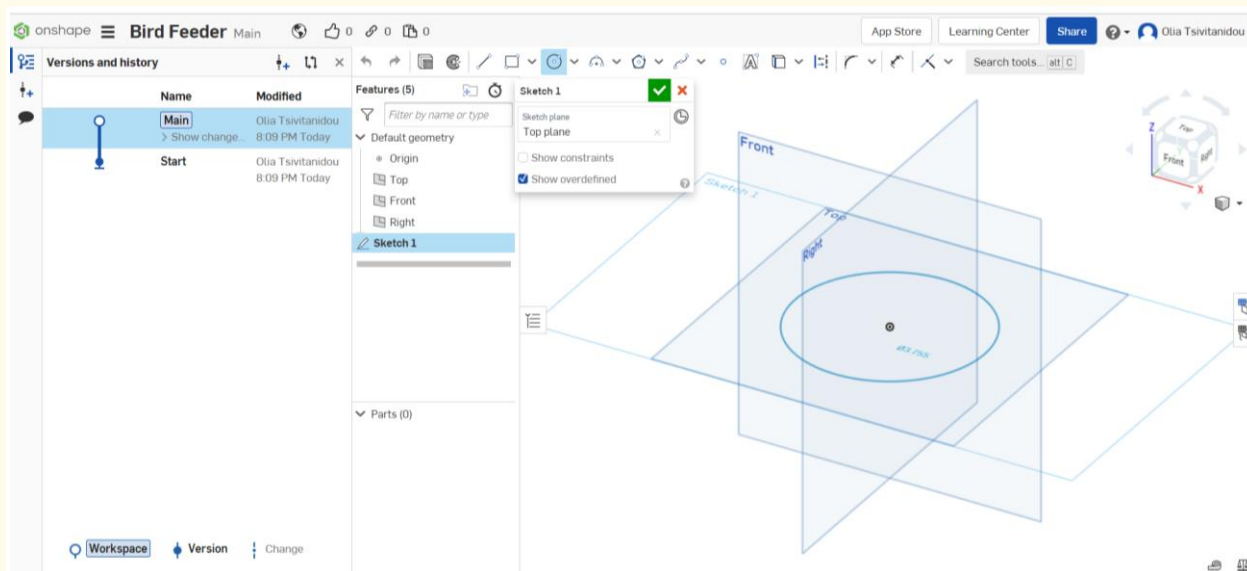 onshape Bird Feeder Main 0 0 0 App Store Learning Center Share Olia Tsivitanidou
Versions and history
Name Modified
Main Olia Tsivitanidou
> Show change... 8:09 PM Today
Start Olia Tsivitanidou
8:09 PM Today
Workspace Version Change
Search tools... alt C
Features (5)
Filter by name or type
Default geometry
Origin
Top
Front
Right
Sketch 1
Parts (0)
Sketch 1
Sketch plane
Top plane
Show constraints
Show overdefined
Front
Sketch 1
Top
Right
Z
Top
Front
Right
X